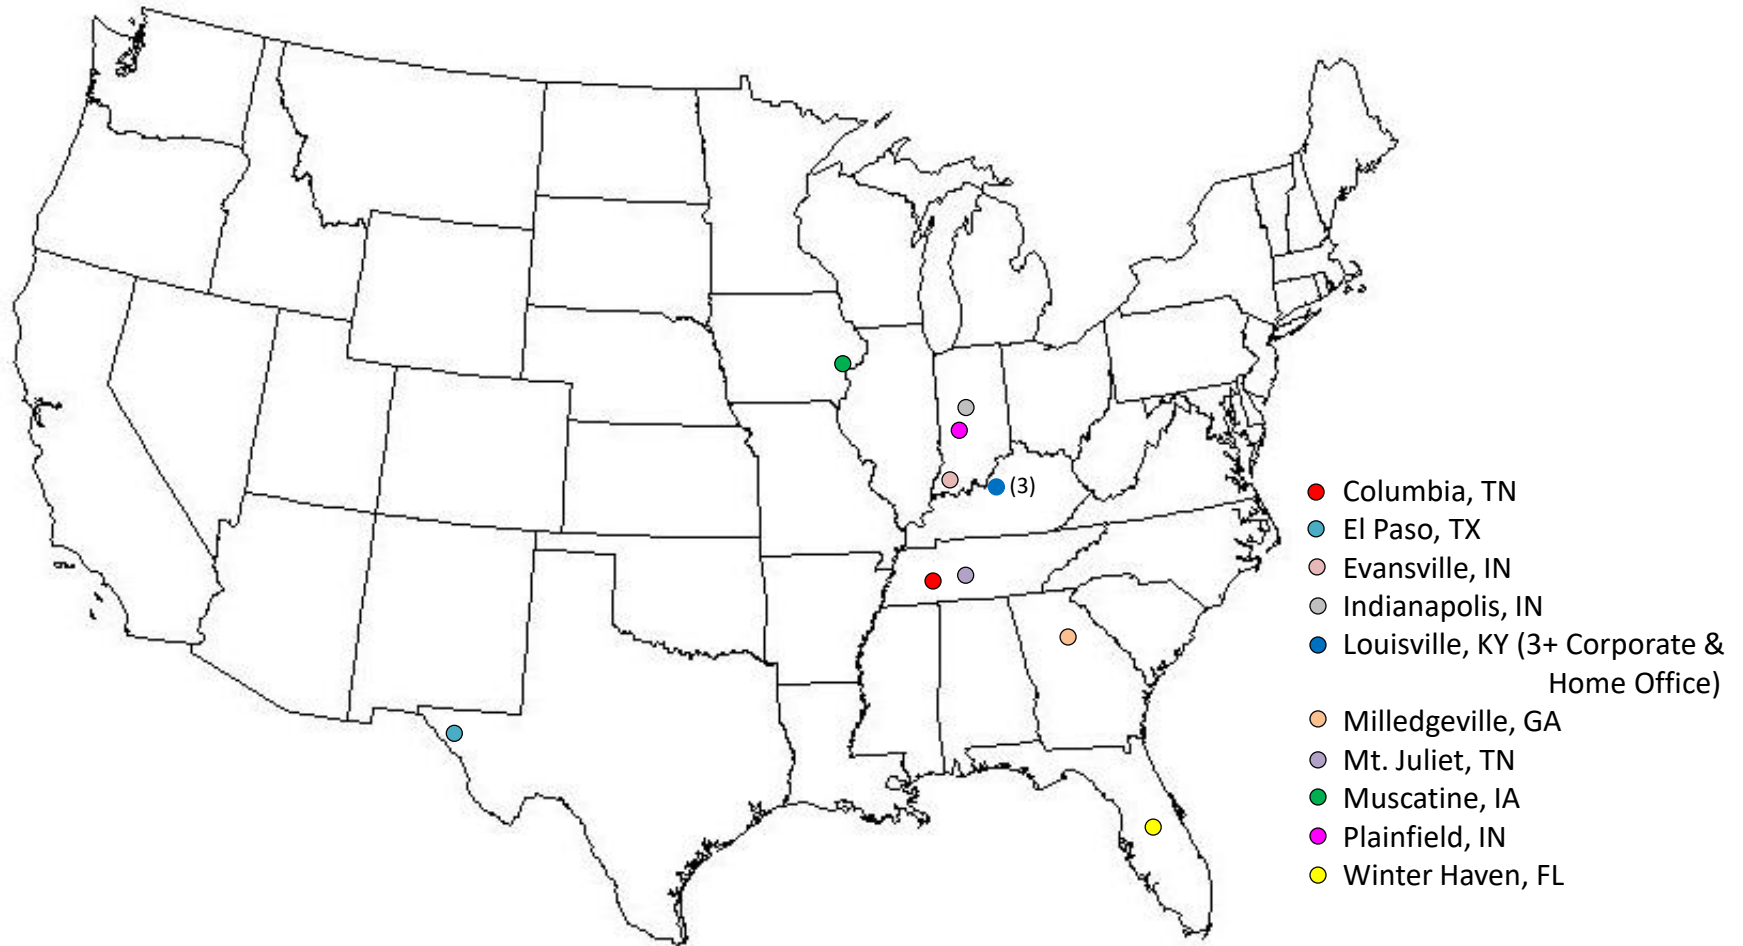 (3)
Columbia, TN
El Paso, TX
Evansville, IN
Indianapolis, IN
Louisville, KY (3+ Corporate &
Home Office)
Milledgeville, GA
Mt. Juliet, TN
Muscatine, IA
Plainfield, IN
Winter Haven, FL